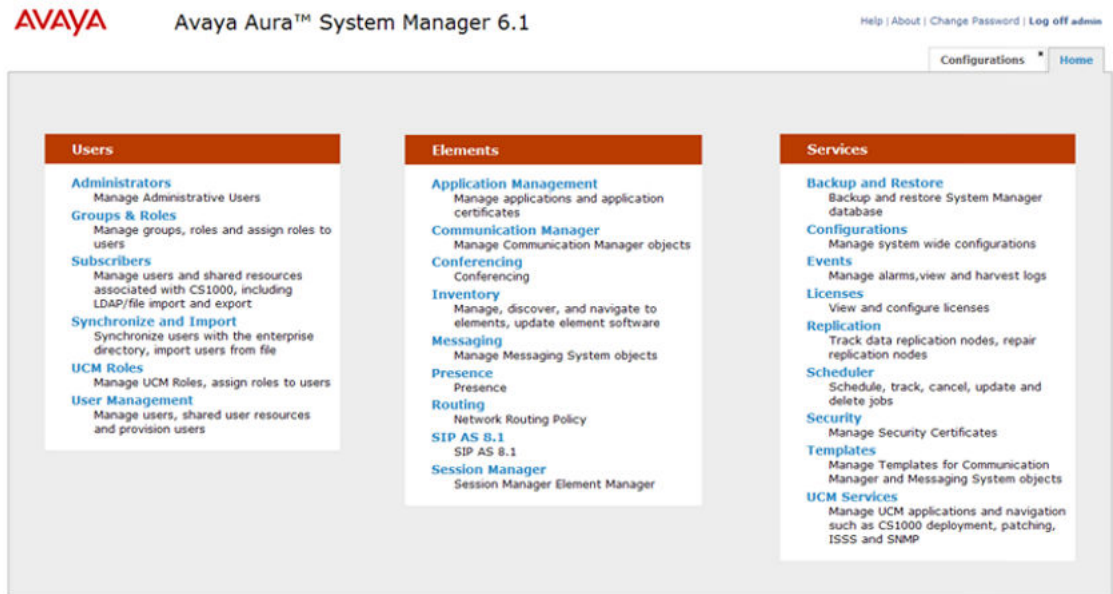 AVAYA
Avaya Aura™ System Manager 6.1
Help | About | Change Password | Log off admin
Configurations ×
Home
Users
Administrators
Manage Administrative Users
Groups & Roles
Manage groups, roles and assign roles to
users
Subscribers
Manage users and shared resources
associated with CS1000, including
LDAP/file import and export
Synchronize and Import
Synchronize users with the enterprise
directory, import users from file
UCM Roles
Manage UCM Roles, assign roles to users
User Management
Manage users, shared user resources
and provision users
Elements
Application Management
Manage applications and application
certificates
Communication Manager
Manage Communication Manager objects
Conferencing
Conferencing
Inventory
Manage, discover, and navigate to
elements, update element software
Messaging
Manage Messaging System objects
Presence
Presence
Routing
Network Routing Policy
SIP AS 8.1
SIP AS 8.1
Session Manager
Session Manager Element Manager
Services
Backup and Restore
Backup and restore System Manager
database
Configurations
Manage system wide configurations
Events
Manage alarms,view and harvest logs
Licenses
View and configure licenses
Replication
Track data replication nodes, repair
replication nodes
Scheduler
Schedule, track, cancel, update and
delete jobs
Security
Manage Security Certificates
Templates
Manage Templates for Communication
Manager and Messaging System objects
UCM Services
Manage UCM applications and navigation
such as CS1000 deployment, patching,
ISSS and SNMP